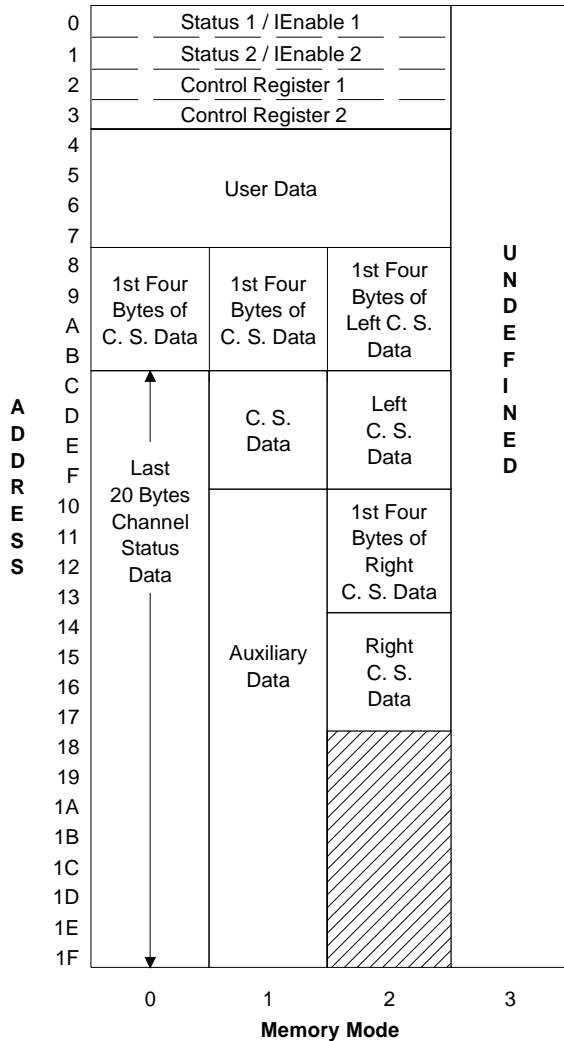 0
Status 1 / IEnable 1
1
Status 2 / IEnable 2
2
Control Register 1
3
Control Register 2
4
5
6
7
User Data
8
9
A
B
1st Four
Bytes of
C. S. Data
1st Four
Bytes of
C. S. Data
1st Four
Bytes of
Left C. S.
Data
UNDEFINED
ADDRESS
C
D
E
F
10
11
12
13
14
15
16
17
18
19
1A
1B
1C
1D
1E
1F
Last
20 Bytes
Channel
Status
Data
C. S.
Data
Left
C. S.
Data
1st Four
Bytes of
Right
C. S. Data
Auxiliary
Data
Right
C. S.
Data
0
1
2
3
Memory Mode